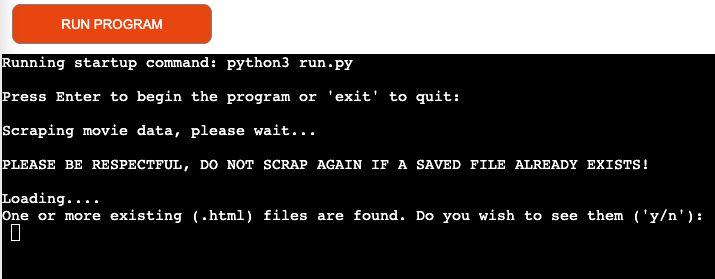 RUN PROGRAM
Running startup command: python3 run.py
Press Enter to begin the program or 'exit' to quit:
Scraping movie data, please wait...
PLEASE BE RESPECTFUL, DO NOT SCRAP AGAIN IF A SAVED FILE ALREADY EXISTS!
Loading....
One or more existing (.html) files are found. Do you wish to see them ('y/n'):